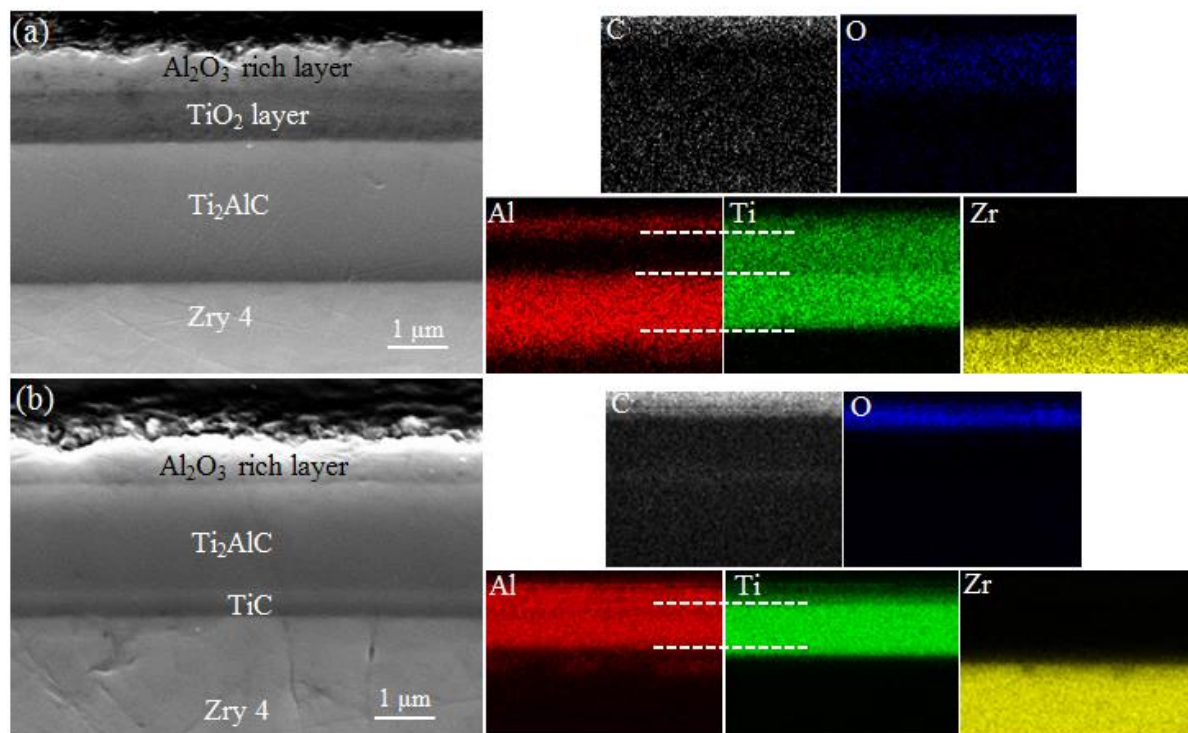 (a)
Al₂O₃ rich layer
TiO₂ layer
Ti₂AlC
Zry 4
1 μm
C
O
Al
Ti
Zr
(b)
Al₂O₃ rich layer
Ti₂AlC
TiC
Zry 4
1 μm
C
O
Al
Ti
Zr